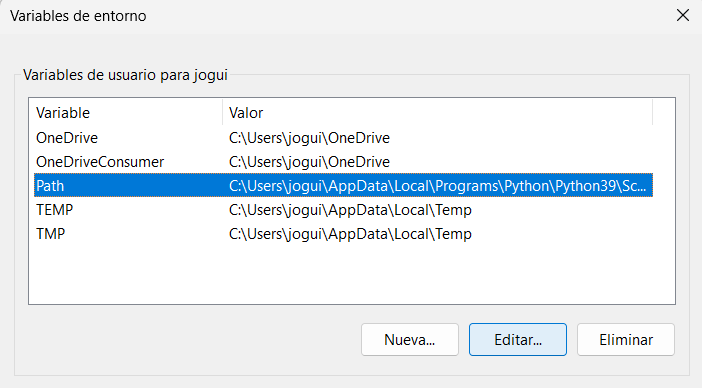 Variables de entorno
Variables de usuario para jogui
Variable Valor
OneDrive C:\Users\jogui\OneDrive
OneDriveConsumer C:\Users\jogui\OneDrive
Path C:\Users\jogui\AppData\Local\Programs\Python\Python39\Sc...
TEMP C:\Users\jogui\AppData\Local\Temp
TMP C:\Users\jogui\AppData\Local\Temp
Nueva... Editar... Eliminar